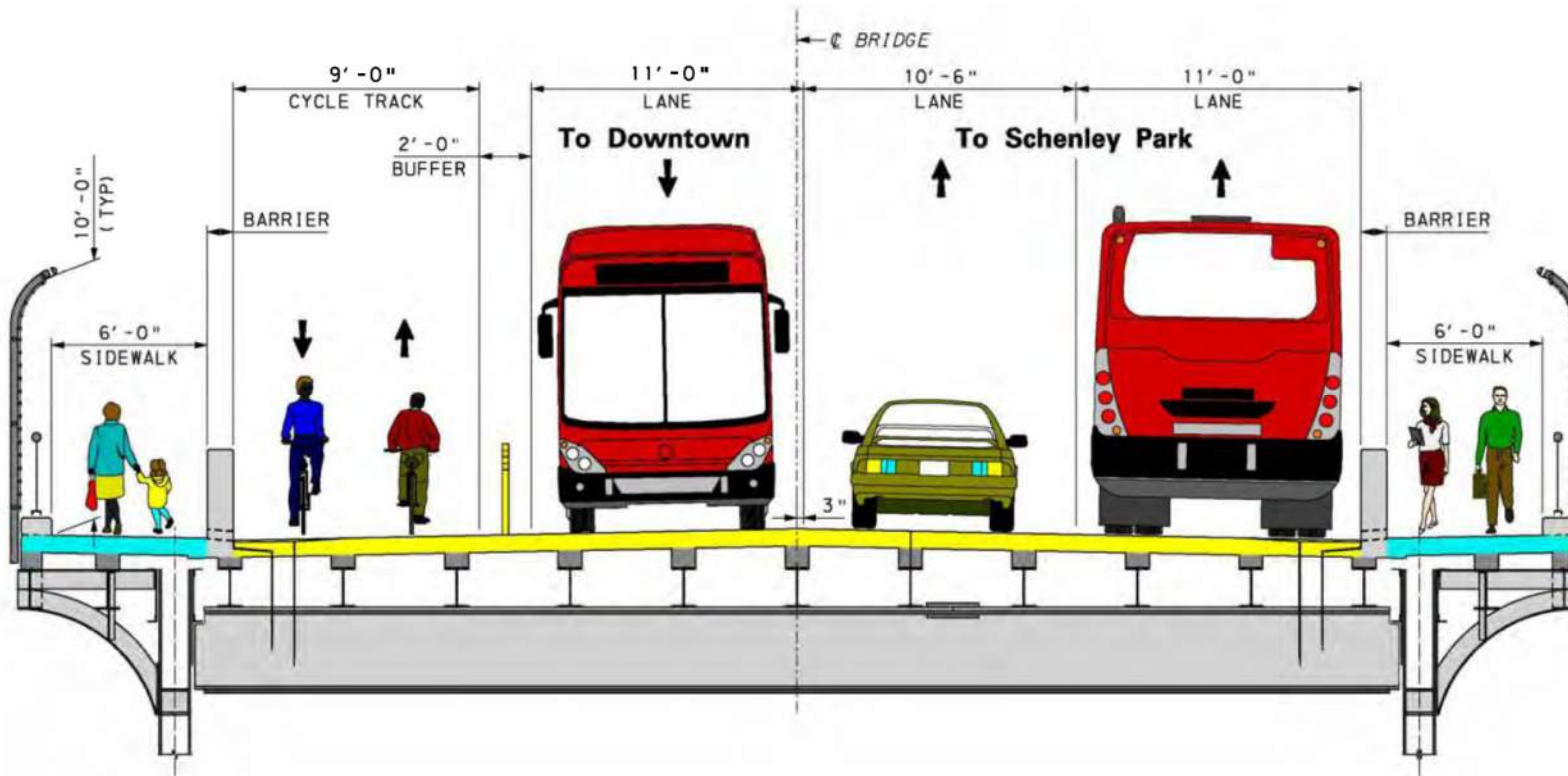 ℄ BRIDGE
9'-0"
CYCLE TRACK
11'-0"
LANE
10'-6"
LANE
11'-0"
LANE
To Downtown
To Schenley Park
2'-0"
BUFFER
10'-0"
(TYP)
BARRIER
BARRIER
6'-0"
SIDEWALK
6'-0"
SIDEWALK
3"